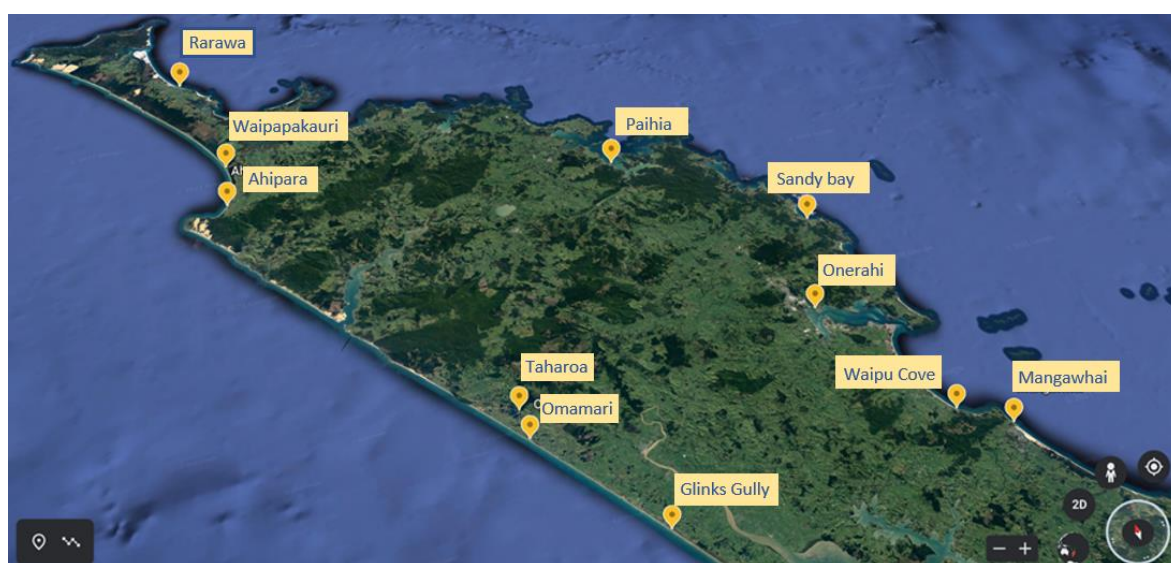 Rarawa
Waipapakauri
Paihia
Ahipara
Sandy bay
Onerahi
Taharoa
Waipu Cove
Mangawhai
Omamari
Glinks Gully
2D